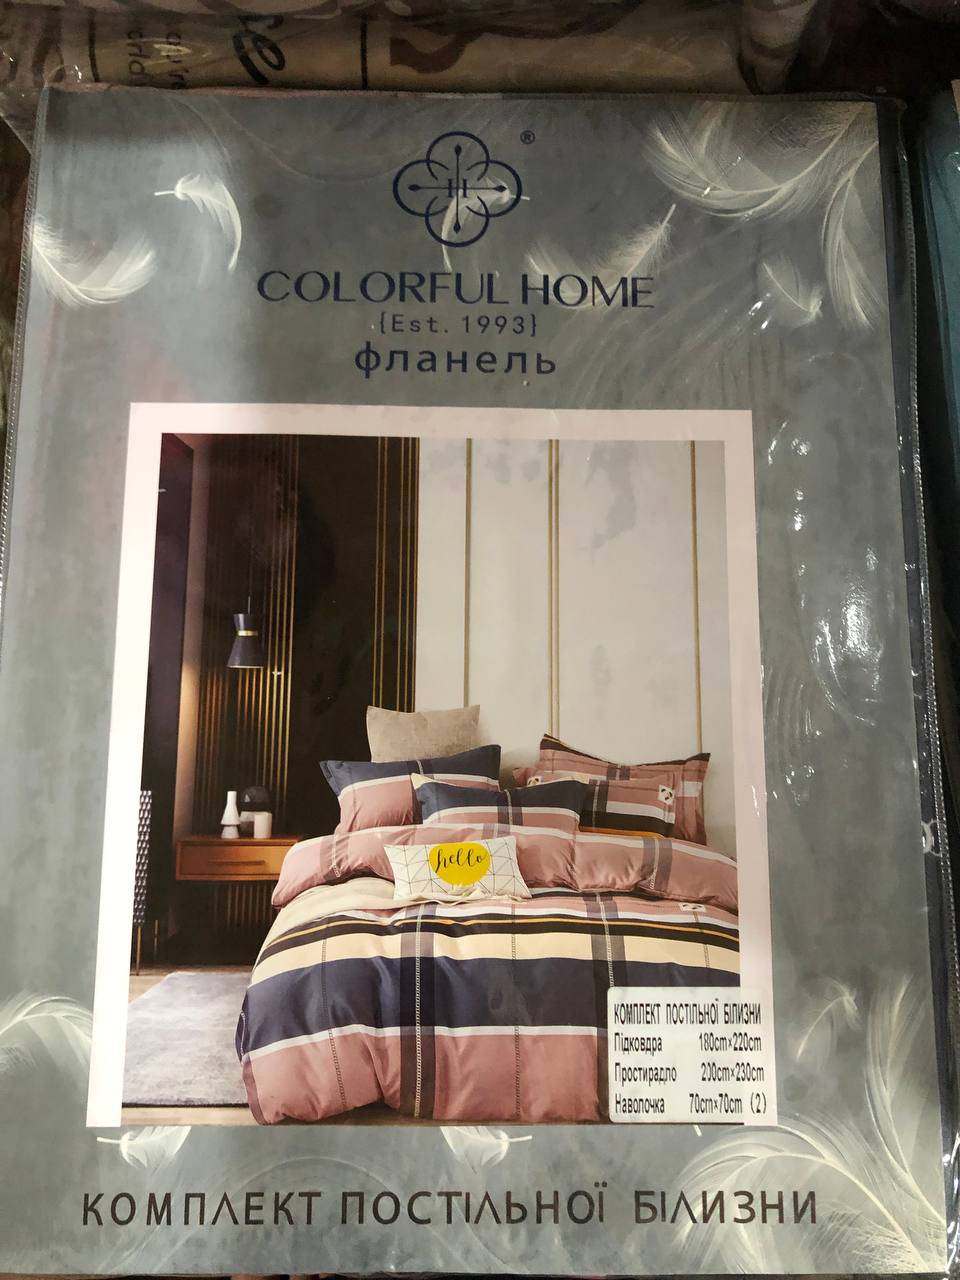 COLORFUL HOME
{Est. 1993}
фланель
hello
КОМПЛЕКТ ПОСТІЛЬНОЇ БІЛИЗНИ
Підковдра 180cm×220cm
Простирадло 200cm×230cm
Наволочка 70cm×70cm (2)
КОМПЛЕКТ ПОСТІЛЬНОЇ БІЛИЗНИ